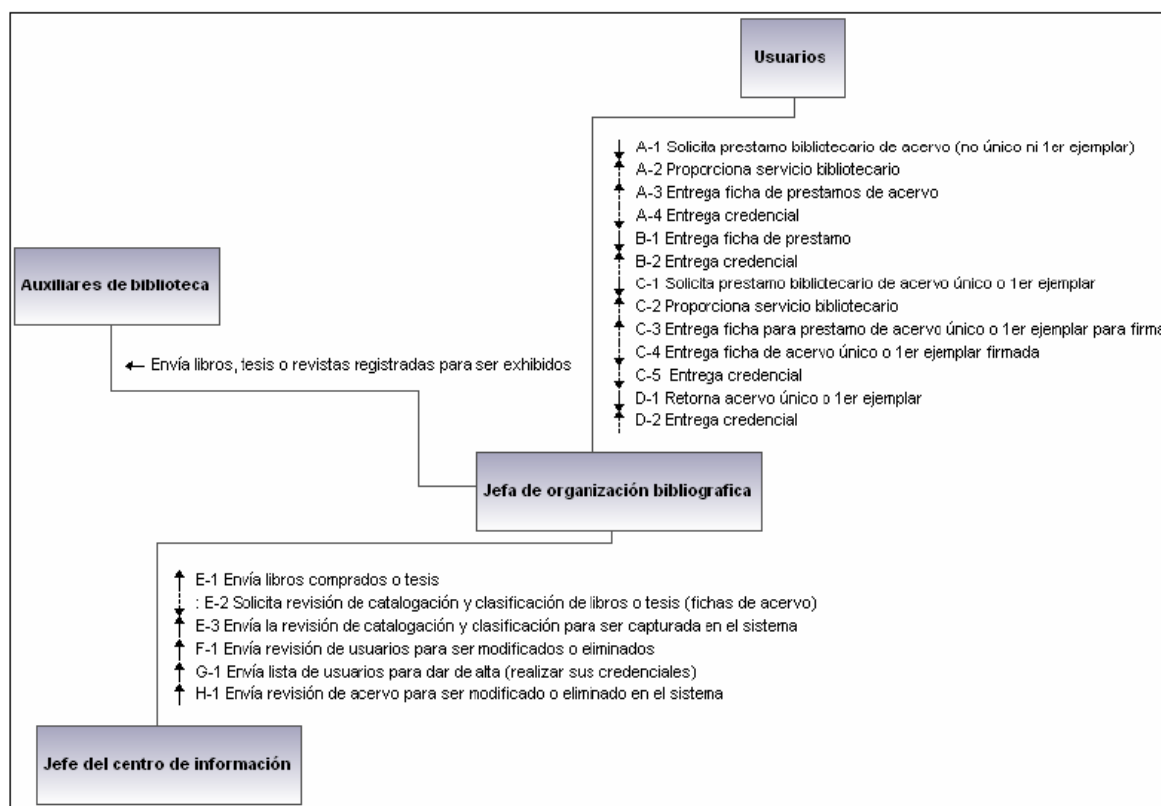 Usuarios
A-1 Solicita prestamo bibliotecario de acervo (no único ni 1er ejemplar)
A-2 Proporciona servicio bibliotecario
A-3 Entrega ficha de prestamos de acervo
A-4 Entrega credencial
B-1 Entrega ficha de prestamo
B-2 Entrega credencial
C-1 Solicita prestamo bibliotecario de acervo único o 1er ejemplar
C-2 Proporciona servicio bibliotecario
C-3 Entrega ficha para prestamo de acervo único o 1er ejemplar para firma
C-4 Entrega ficha de acervo único o 1er ejemplar firmada
C-5 Entrega credencial
D-1 Retorna acervo único o 1er ejemplar
D-2 Entrega credencial
Auxiliares de biblioteca
Envía libros, tesis o revistas registradas para ser exhibidos
Jefa de organización bibliografica
E-1 Envía libros comprados o tesis
: E-2 Solicita revisión de catalogación y clasificación de libros o tesis (fichas de acervo)
E-3 Envía la revisión de catalogación y clasificación para ser capturada en el sistema
F-1 Envía revisión de usuarios para ser modificados o eliminados
G-1 Envía lista de usuarios para dar de alta (realizar sus credenciales)
H-1 Envía revisión de acervo para ser modificado o eliminado en el sistema
Jefe del centro de información